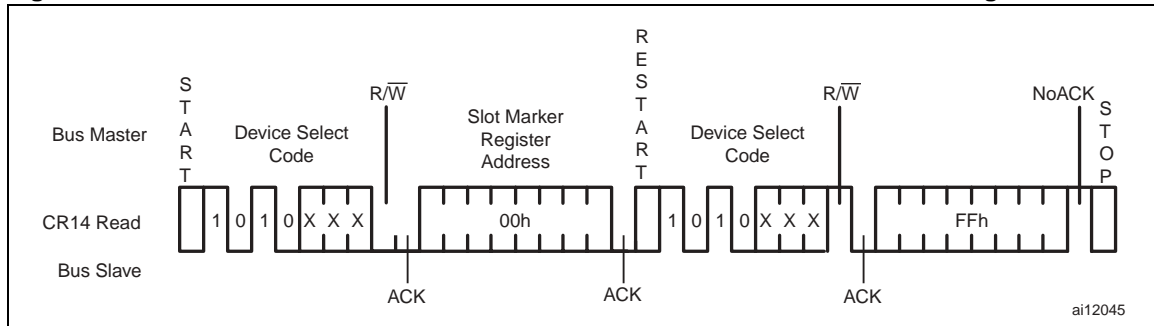 START
R/W
RESTART
R/W
NoACK
STOP
Bus Master
Device Select
Code
Slot Marker
Register
Address
Device Select
Code
CR14 Read
1 0 1 0 X X X
00h
1 0 1 0 X X X
FFh
Bus Slave
ACK
ACK
ACK
ai12045